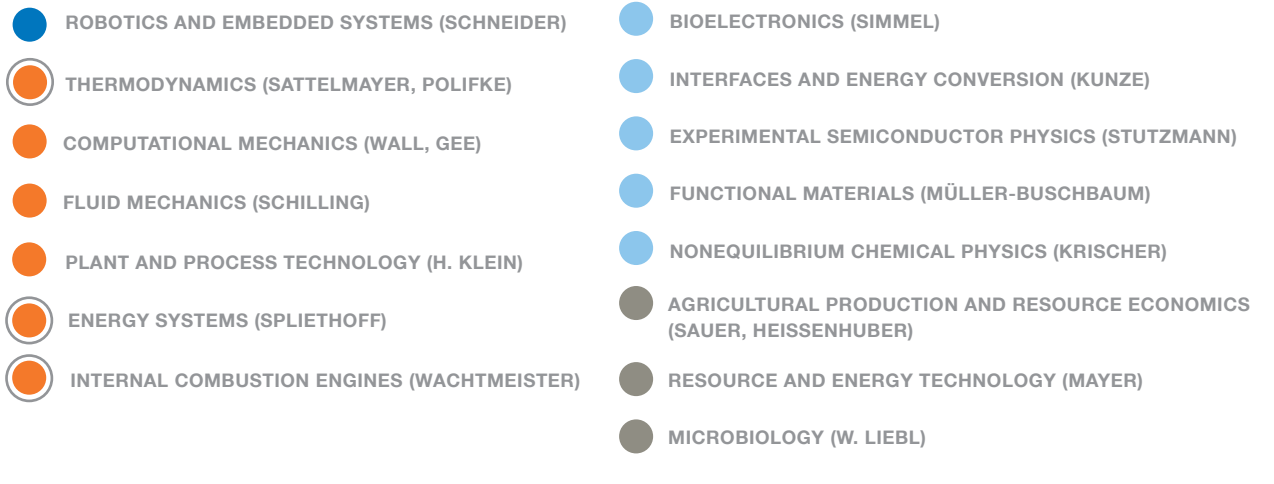 ROBOTICS AND EMBEDDED SYSTEMS (SCHNEIDER)
THERMODYNAMICS (SATTELMAYER, POLIFKE)
COMPUTATIONAL MECHANICS (WALL, GEE)
FLUID MECHANICS (SCHILLING)
PLANT AND PROCESS TECHNOLOGY (H. KLEIN)
ENERGY SYSTEMS (SPLIETHOFF)
INTERNAL COMBUSTION ENGINES (WACHTMEISTER)
BIOELECTRONICS (SIMMEL)
INTERFACES AND ENERGY CONVERSION (KUNZE)
EXPERIMENTAL SEMICONDUCTOR PHYSICS (STUTZMANN)
FUNCTIONAL MATERIALS (MÜLLER-BUSCHBAUM)
NONEQUILIBRIUM CHEMICAL PHYSICS (KRISCHER)
AGRICULTURAL PRODUCTION AND RESOURCE ECONOMICS
(SAUER, HEISSENHUBER)
RESOURCE AND ENERGY TECHNOLOGY (MAYER)
MICROBIOLOGY (W. LIEBL)